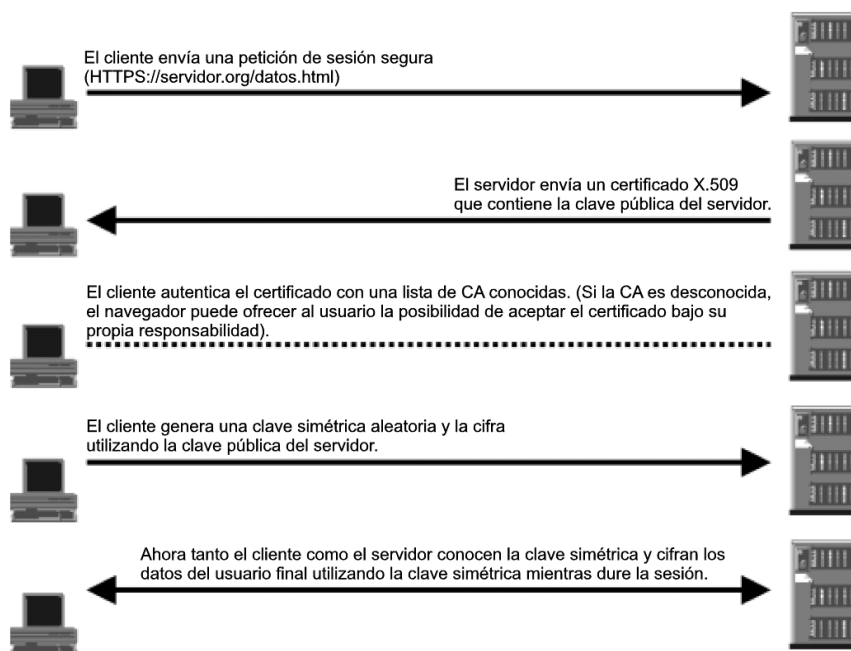 El cliente envía una petición de sesión segura
(HTTPS://servidor.org/datos.html)
El servidor envía un certificado X.509
que contiene la clave pública del servidor.
El cliente autentica el certificado con una lista de CA conocidas. (Si la CA es desconocida,
el navegador puede ofrecer al usuario la posibilidad de aceptar el certificado bajo su
propia responsabilidad).
El cliente genera una clave simétrica aleatoria y la cifra
utilizando la clave pública del servidor.
Ahora tanto el cliente como el servidor conocen la clave simétrica y cifran los
datos del usuario final utilizando la clave simétrica mientras dure la sesión.